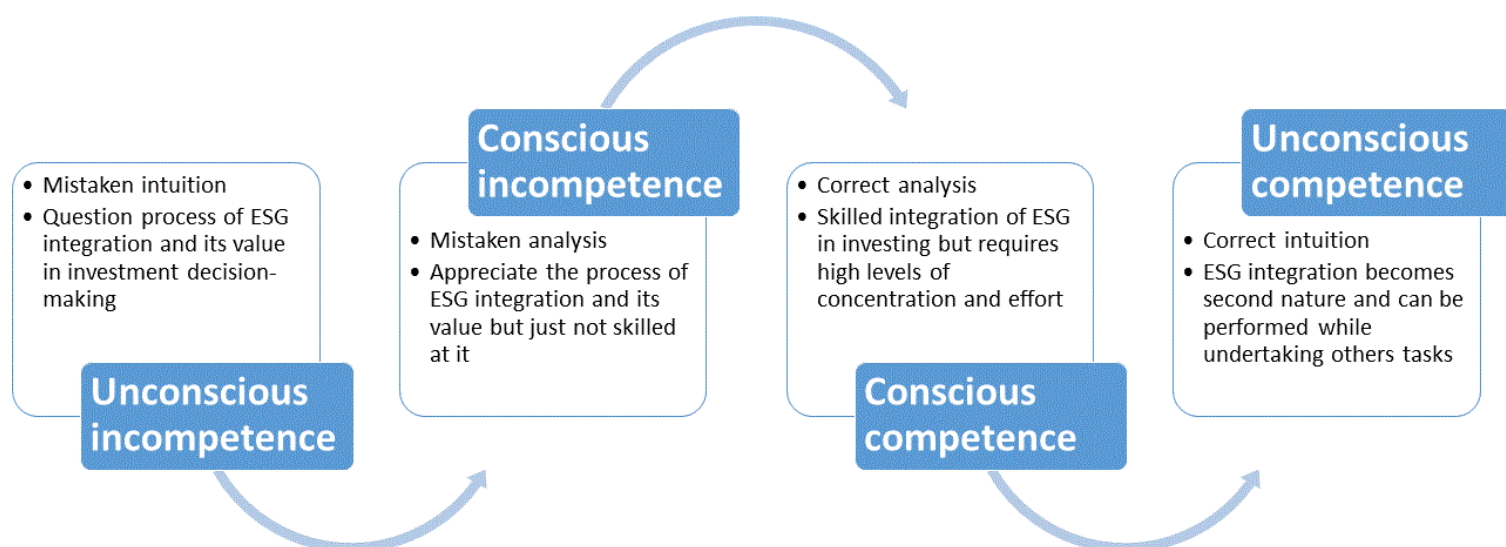 • Mistaken intuition
• Question process of ESG
integration and its value
in investment decision-
making
Unconscious
incompetence
Conscious
incompetence
• Mistaken analysis
• Appreciate the process of
ESG integration and its
value but just not skilled
at it
• Correct analysis
• Skilled integration of ESG
in investing but requires
high levels of
concentration and effort
Conscious
competence
Unconscious
competence
• Correct intuition
• ESG integration becomes
second nature and can be
performed while
undertaking others tasks